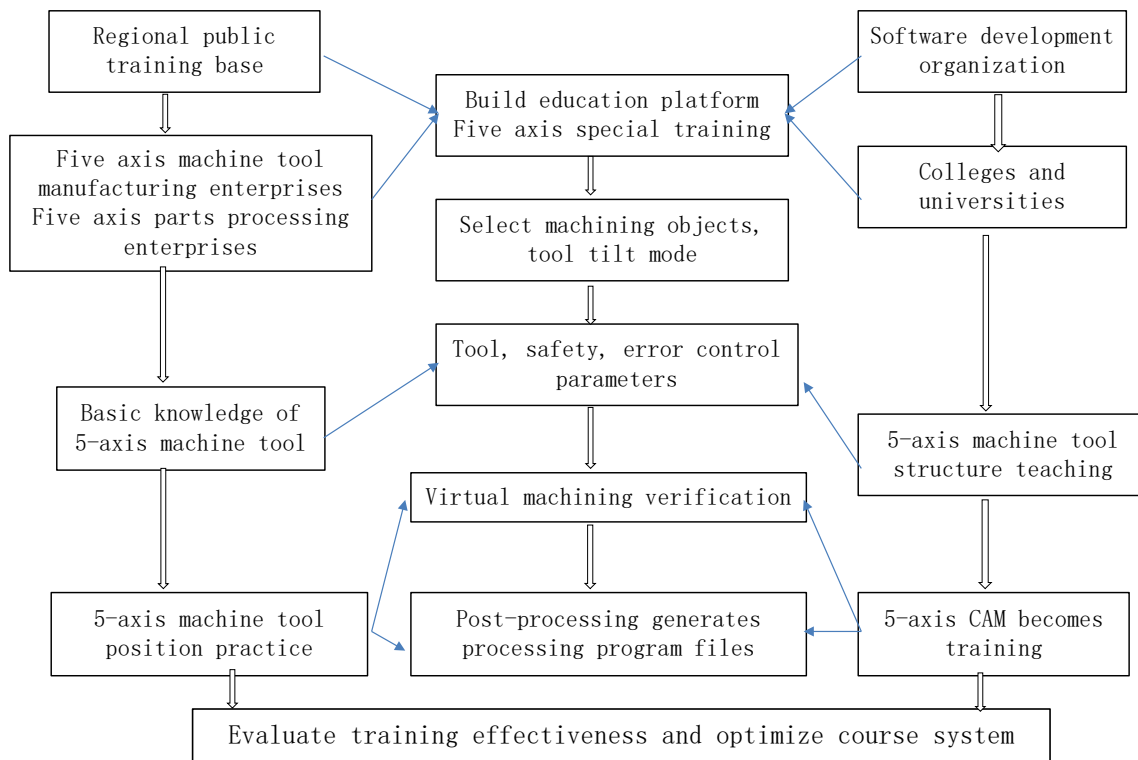 Regional public
training base
Software development
organization
Build education platform
Five axis special training
Five axis machine tool
manufacturing enterprises
Five axis parts processing
enterprises
Colleges and
universities
Select machining objects,
tool tilt mode
Tool, safety, error control
parameters
Basic knowledge of
5-axis machine tool
5-axis machine tool
structure teaching
Virtual machining verification
5-axis machine tool
position practice
Post-processing generates
processing program files
5-axis CAM becomes
training
Evaluate training effectiveness and optimize course system